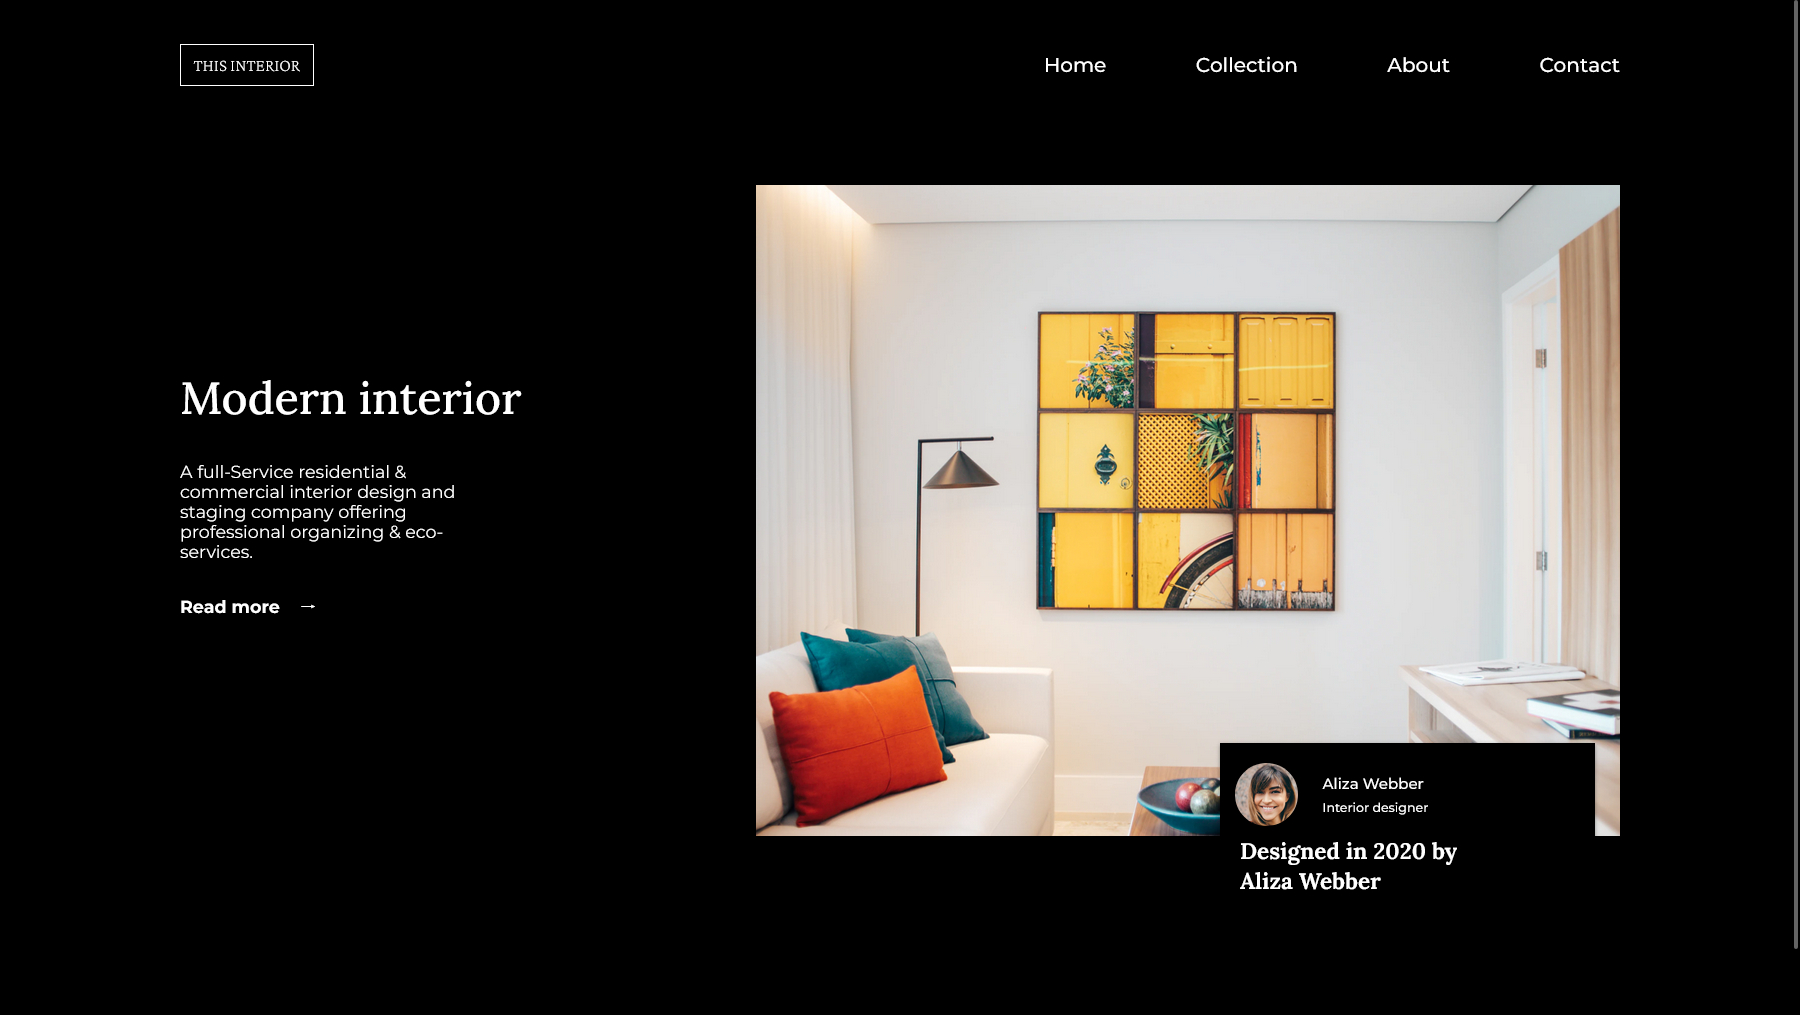 THIS INTERIOR
Home
Collection
About
Contact
Modern interior
A full-Service residential &
commercial interior design and
staging company offering
professional organizing & eco-
services.
Read more →
Aliza Webber
Interior designer
Designed in 2020 by
Aliza Webber